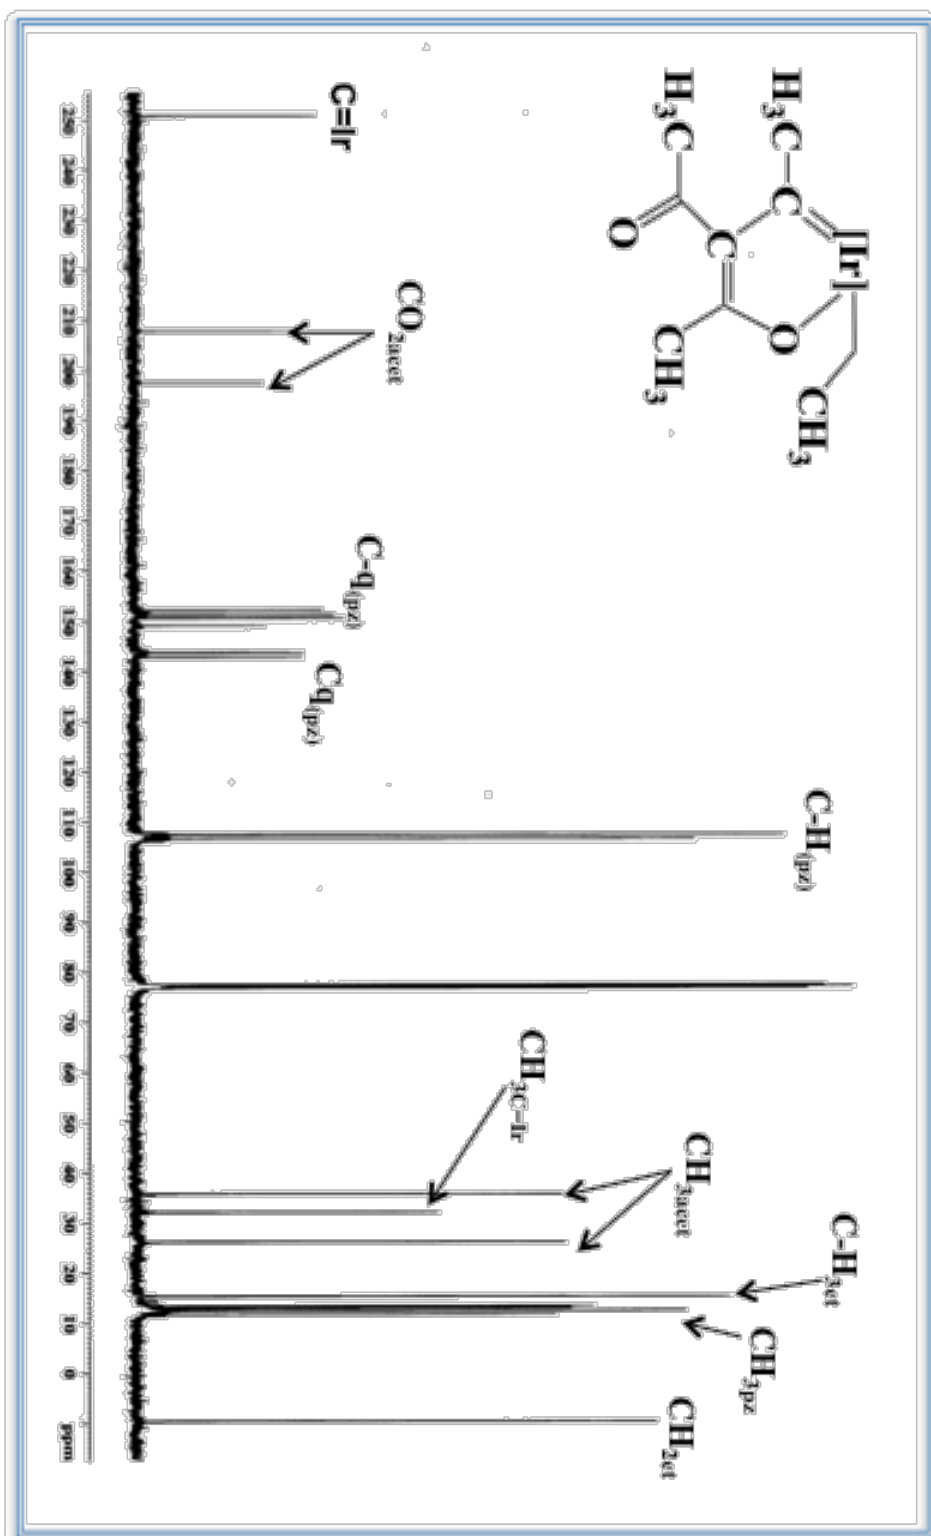 H₃C
C
[Ir]
CH₃
H₃C
O
C
O
CH₃
C=Ir
CO₂acet
C-q(pz)
Cq(pz)
C-H(pz)
CH₃C=Ir
CH₃acet
C-H₃et
CH₃pz
CH₂et
250 240 230 220 210 200 190 180 170 160 150 140 130 120 110 100 90 80 70 60 50 40 30 20 10 0 ppm